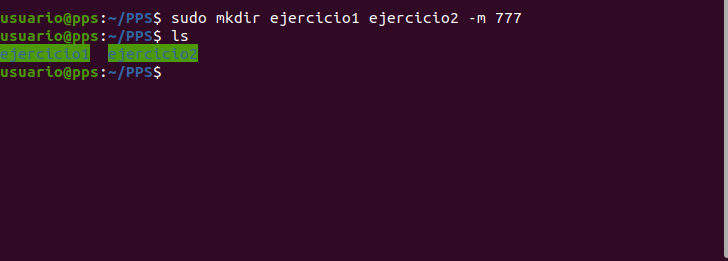 usuario@pps:~/PPS$ sudo mkdir ejercicio1 ejercicio2 -m 777
usuario@pps:~/PPS$ ls
ejercicio1  ejercicio2
usuario@pps:~/PPS$